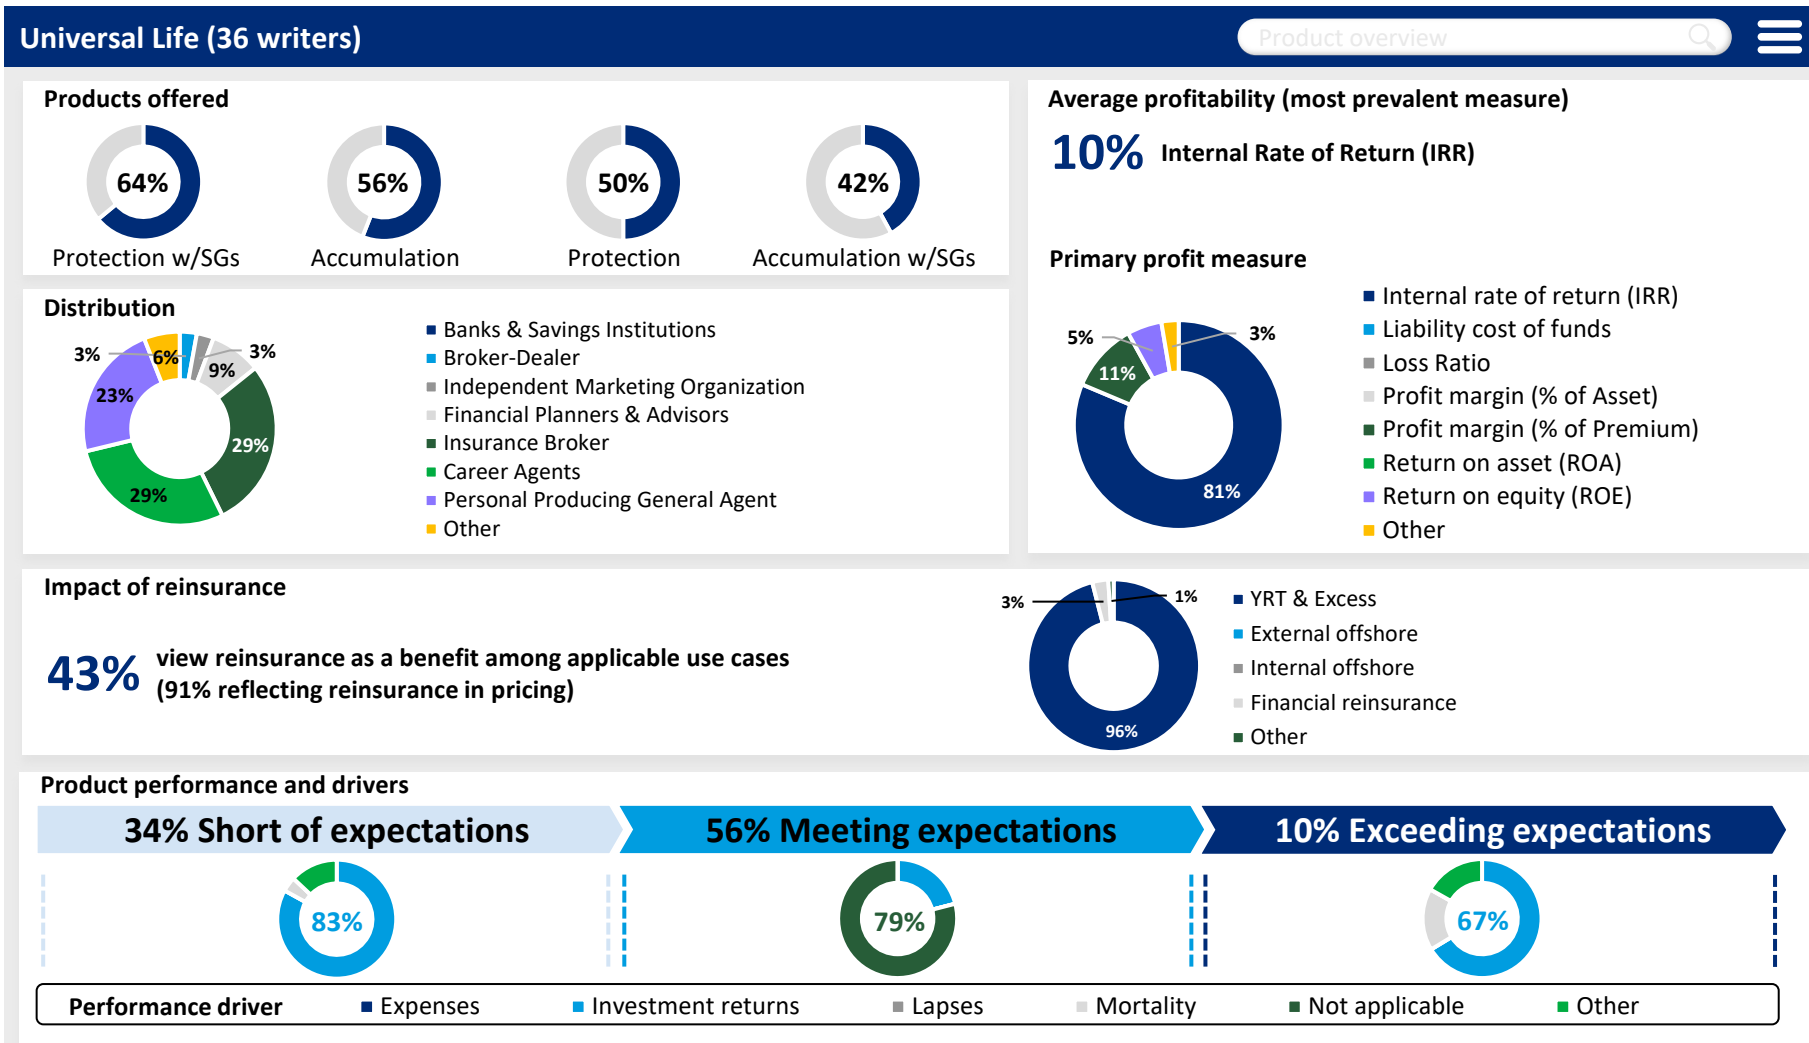 Universal Life (36 writers)
Product overview
Products offered
64%
56%
50%
42%
Protection w/SGs
Accumulation
Protection
Accumulation w/SGs
Average profitability (most prevalent measure)
10% Internal Rate of Return (IRR)
Distribution
3%
6%
3%
9%
23%
29%
29%
Banks & Savings Institutions
Broker-Dealer
Independent Marketing Organization
Financial Planners & Advisors
Insurance Broker
Career Agents
Personal Producing General Agent
Other
Primary profit measure
5%
3%
11%
81%
Internal rate of return (IRR)
Liability cost of funds
Loss Ratio
Profit margin (% of Asset)
Profit margin (% of Premium)
Return on asset (ROA)
Return on equity (ROE)
Other
Impact of reinsurance
43%
view reinsurance as a benefit among applicable use cases
(91% reflecting reinsurance in pricing)
3%
1%
96%
YRT & Excess
External offshore
Internal offshore
Financial reinsurance
Other
Product performance and drivers
34% Short of expectations
56% Meeting expectations
10% Exceeding expectations
83%
79%
67%
Performance driver
Expenses
Investment returns
Lapses
Mortality
Not applicable
Other